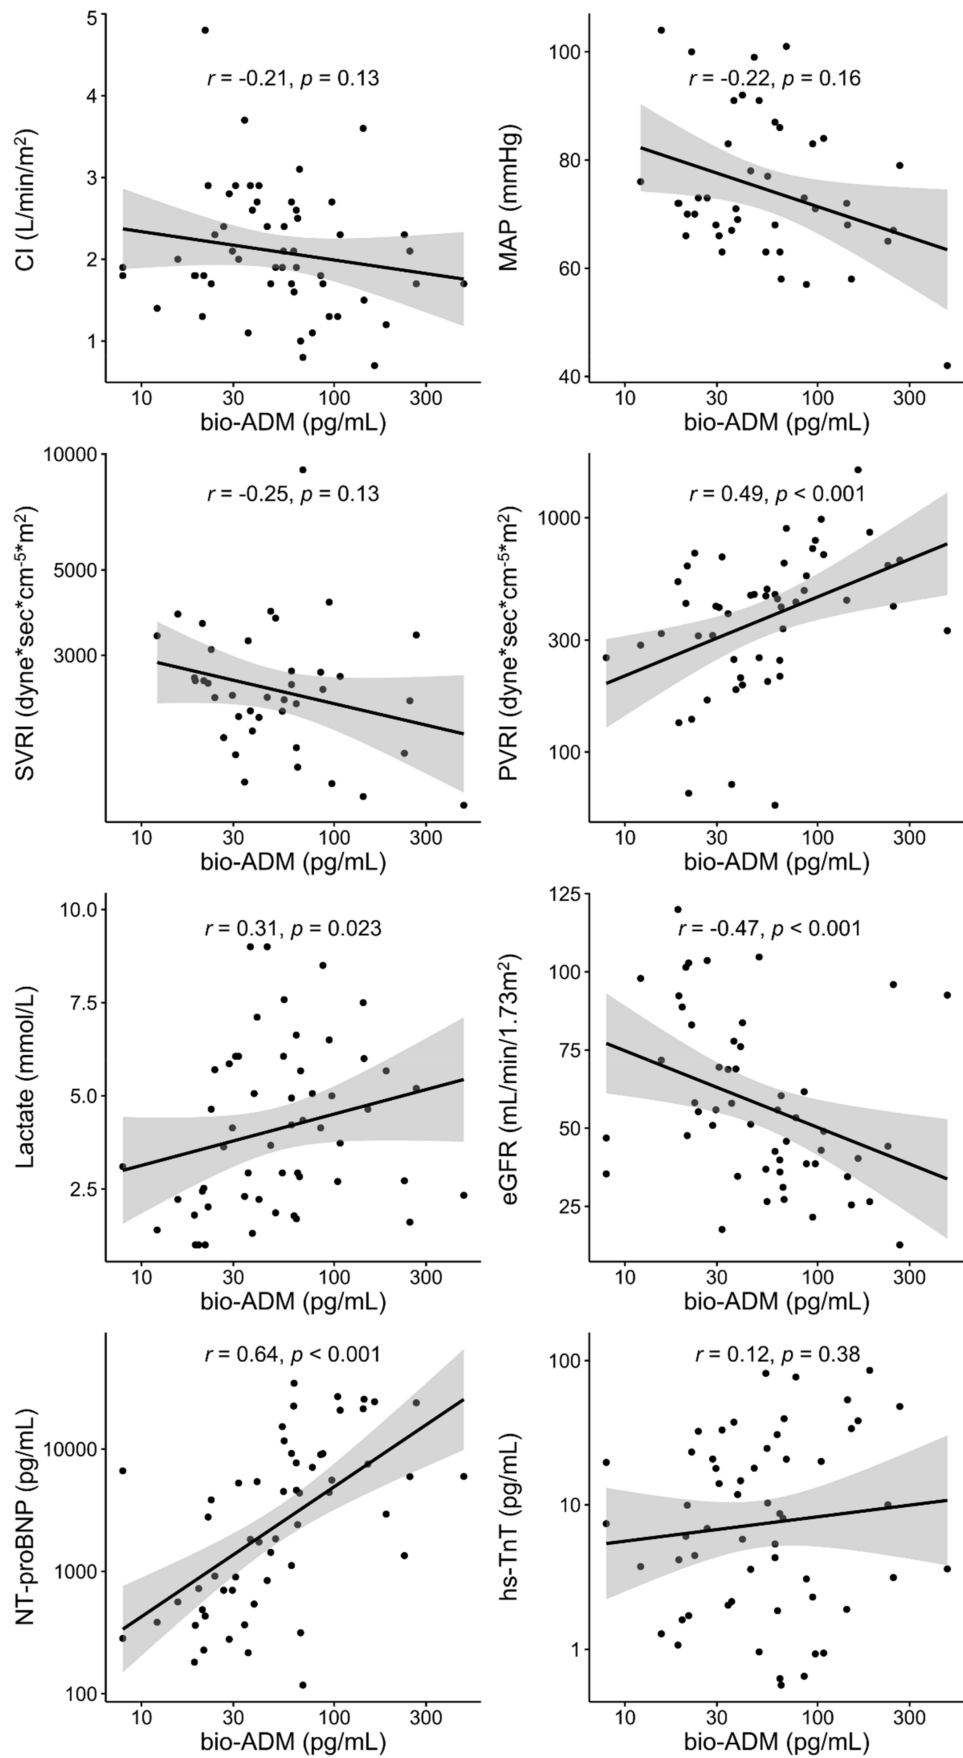 5
4
3
2
1
CI (L/min/m²)
r = -0.21, p = 0.13
10 30 100 300
bio-ADM (pg/mL)
100
80
60
40
MAP (mmHg)
r = -0.22, p = 0.16
10 30 100 300
bio-ADM (pg/mL)
10000
5000
3000
SVRI (dyne*sec*cm⁻⁵*m²)
r = -0.25, p = 0.13
10 30 100 300
bio-ADM (pg/mL)
1000
300
100
PVRI (dyne*sec*cm⁻⁵*m²)
r = 0.49, p < 0.001
10 30 100 300
bio-ADM (pg/mL)
10.0
7.5
5.0
2.5
Lactate (mmol/L)
r = 0.31, p = 0.023
10 30 100 300
bio-ADM (pg/mL)
125
100
75
50
25
eGFR (mL/min/1.73m²)
r = -0.47, p < 0.001
10 30 100 300
bio-ADM (pg/mL)
10000
1000
100
NT-proBNP (pg/mL)
r = 0.64, p < 0.001
10 30 100 300
bio-ADM (pg/mL)
100
10
1
hs-TnT (pg/mL)
r = 0.12, p = 0.38
10 30 100 300
bio-ADM (pg/mL)